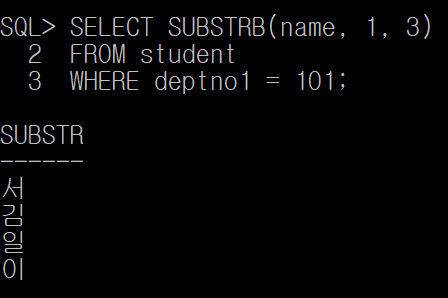 SQL> SELECT SUBSTRB(name, 1, 3)
  2  FROM student
  3  WHERE deptno1 = 101;
SUBSTR
------
서
김
일
이